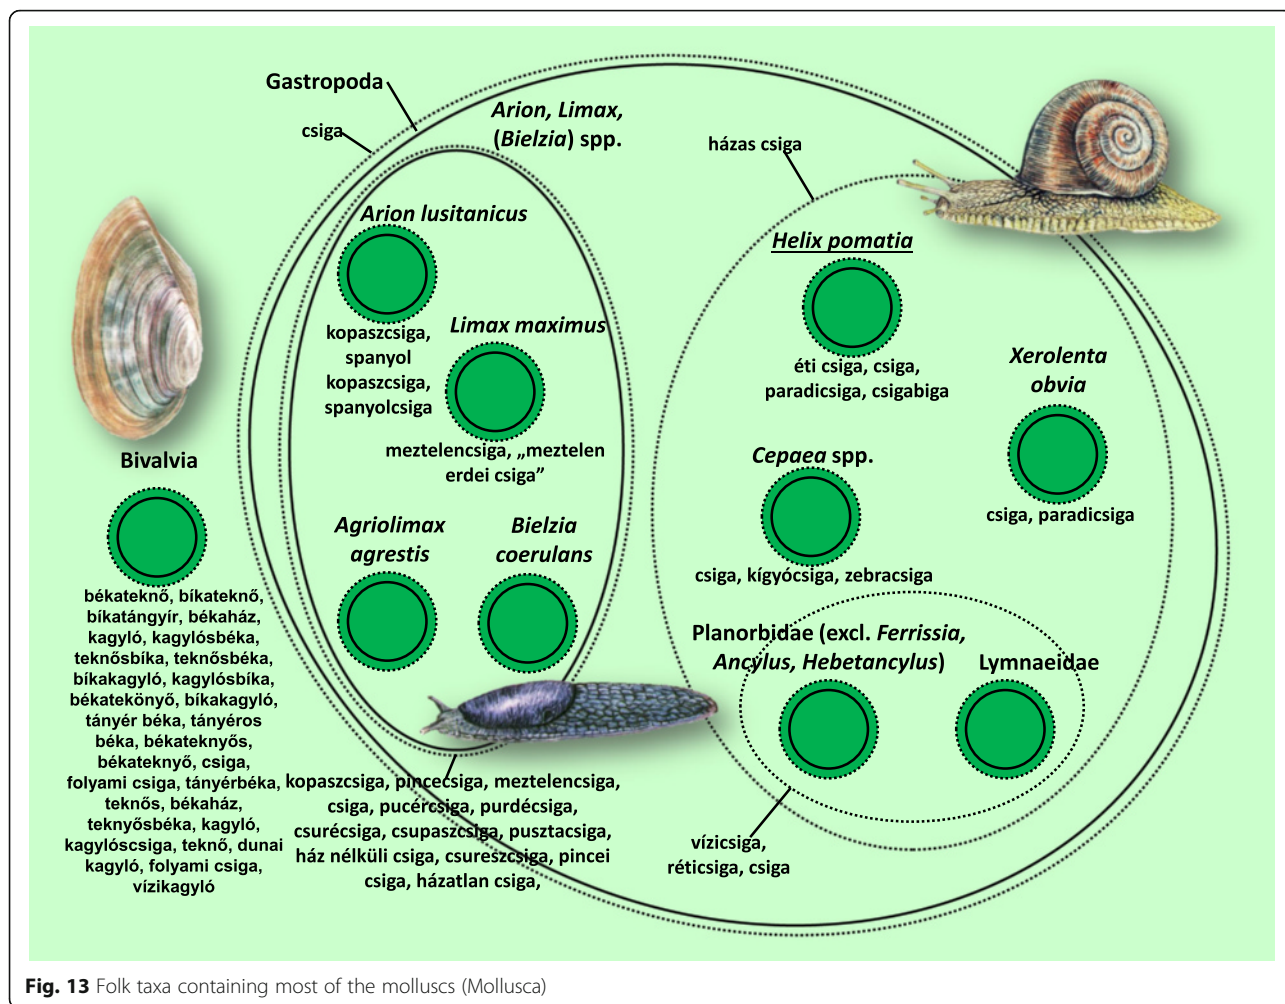 Gastropoda
csiga
Arion, Limax,
(Bielzia) spp.
házas csiga
Arion lusitanicus
kopaszcsiga,
spanyol
kopaszcsiga,
spanyolcsiga
Limax maximus
meztelencsiga, „meztelen
erdei csiga”
Agriolimax
agrestis
Bielzia
coerulans
kopaszcsiga, pincecsiga, meztelencsiga,
csiga, pucércsiga, purdécsiga,
csurécsiga, csupaszcsiga, pusztacsiga,
ház nélküli csiga, csureszcsiga, pincei
csiga, házatlan csiga,
Helix pomatia
éti csiga, csiga,
paradicsiga, csigabiga
Xerolenta
obvia
csiga, paradicsiga
Cepaea spp.
csiga, kígyócsiga, zebracsiga
Planorbidae (excl. Ferrissia,
Ancylus, Hebetancylus)
Lymnaeidae
vízicsiga,
réticsiga, csiga
Bivalvia
békateknő, bíkateknő,
bíkatángyír, békaház,
kagyló, kagylósbéka,
teknősbíka, teknősbéka,
bíkakagyló, kagylósbíka,
békatekönyő, bíkakagyló,
tányér béka, tányéros
béka, békateknyős,
békateknyő, csiga,
folyami csiga, tányérbéka,
teknős, békaház,
teknyősbéka, kagyló,
kagylóscsiga, teknő, dunai
kagyló, folyami csiga,
vízikagyló
Fig. 13 Folk taxa containing most of the molluscs (Mollusca)